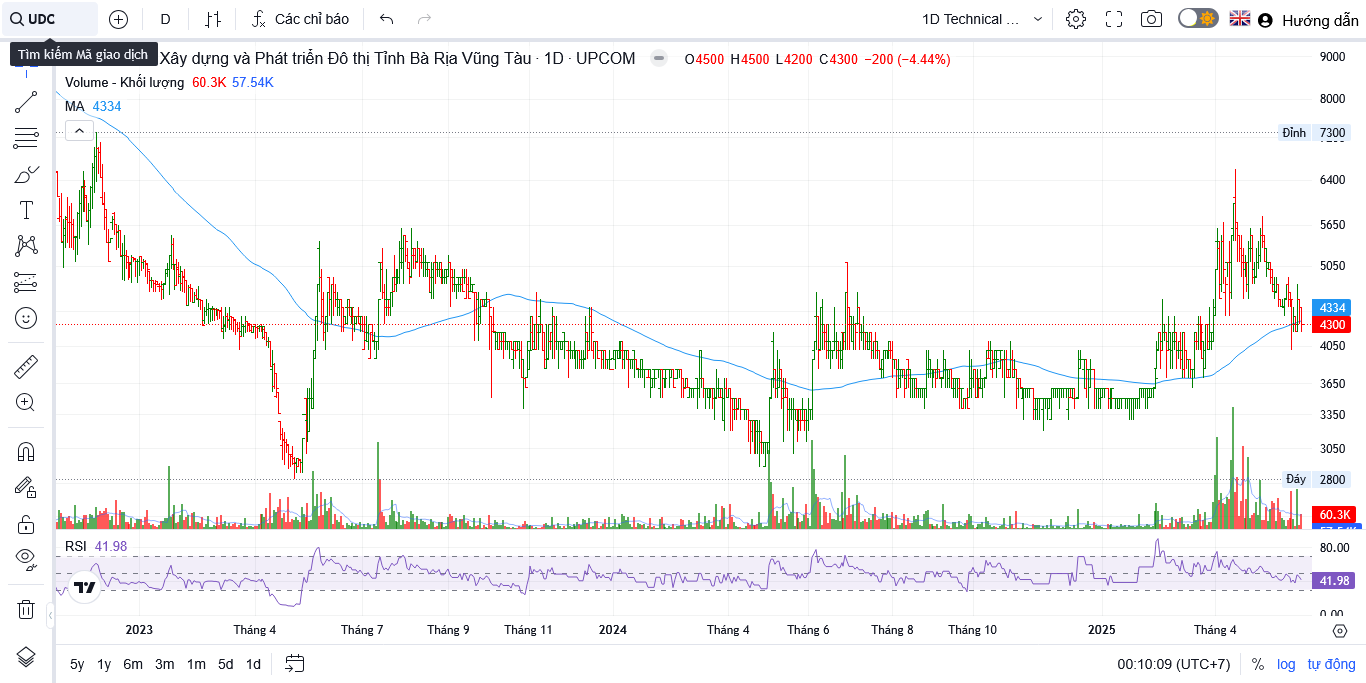 UDC
D
Các chỉ báo
1D Technical ...
Hướng dẫn
Tìm kiếm Mã giao dịch
Xây dựng và Phát triển Đô thị Tỉnh Bà Rịa Vũng Tàu · 1D · UPCOM
O4500 H4500 L4200 C4300 −200 (−4.44%)
Volume - Khối lượng 60.3K 57.54K
MA 4334
9000
8000
Đỉnh 7300
6400
5650
5050
4334
4300
4050
3650
3350
3050
Đáy 2800
60.3K
RSI 41.98
80.00
41.98
0.00
2023 Tháng 4 Tháng 7 Tháng 9 Tháng 11 2024 Tháng 4 Tháng 6 Tháng 8 Tháng 10 2025 Tháng 4
5y 1y 6m 3m 1m 5d 1d
00:10:09 (UTC+7) % log tự động